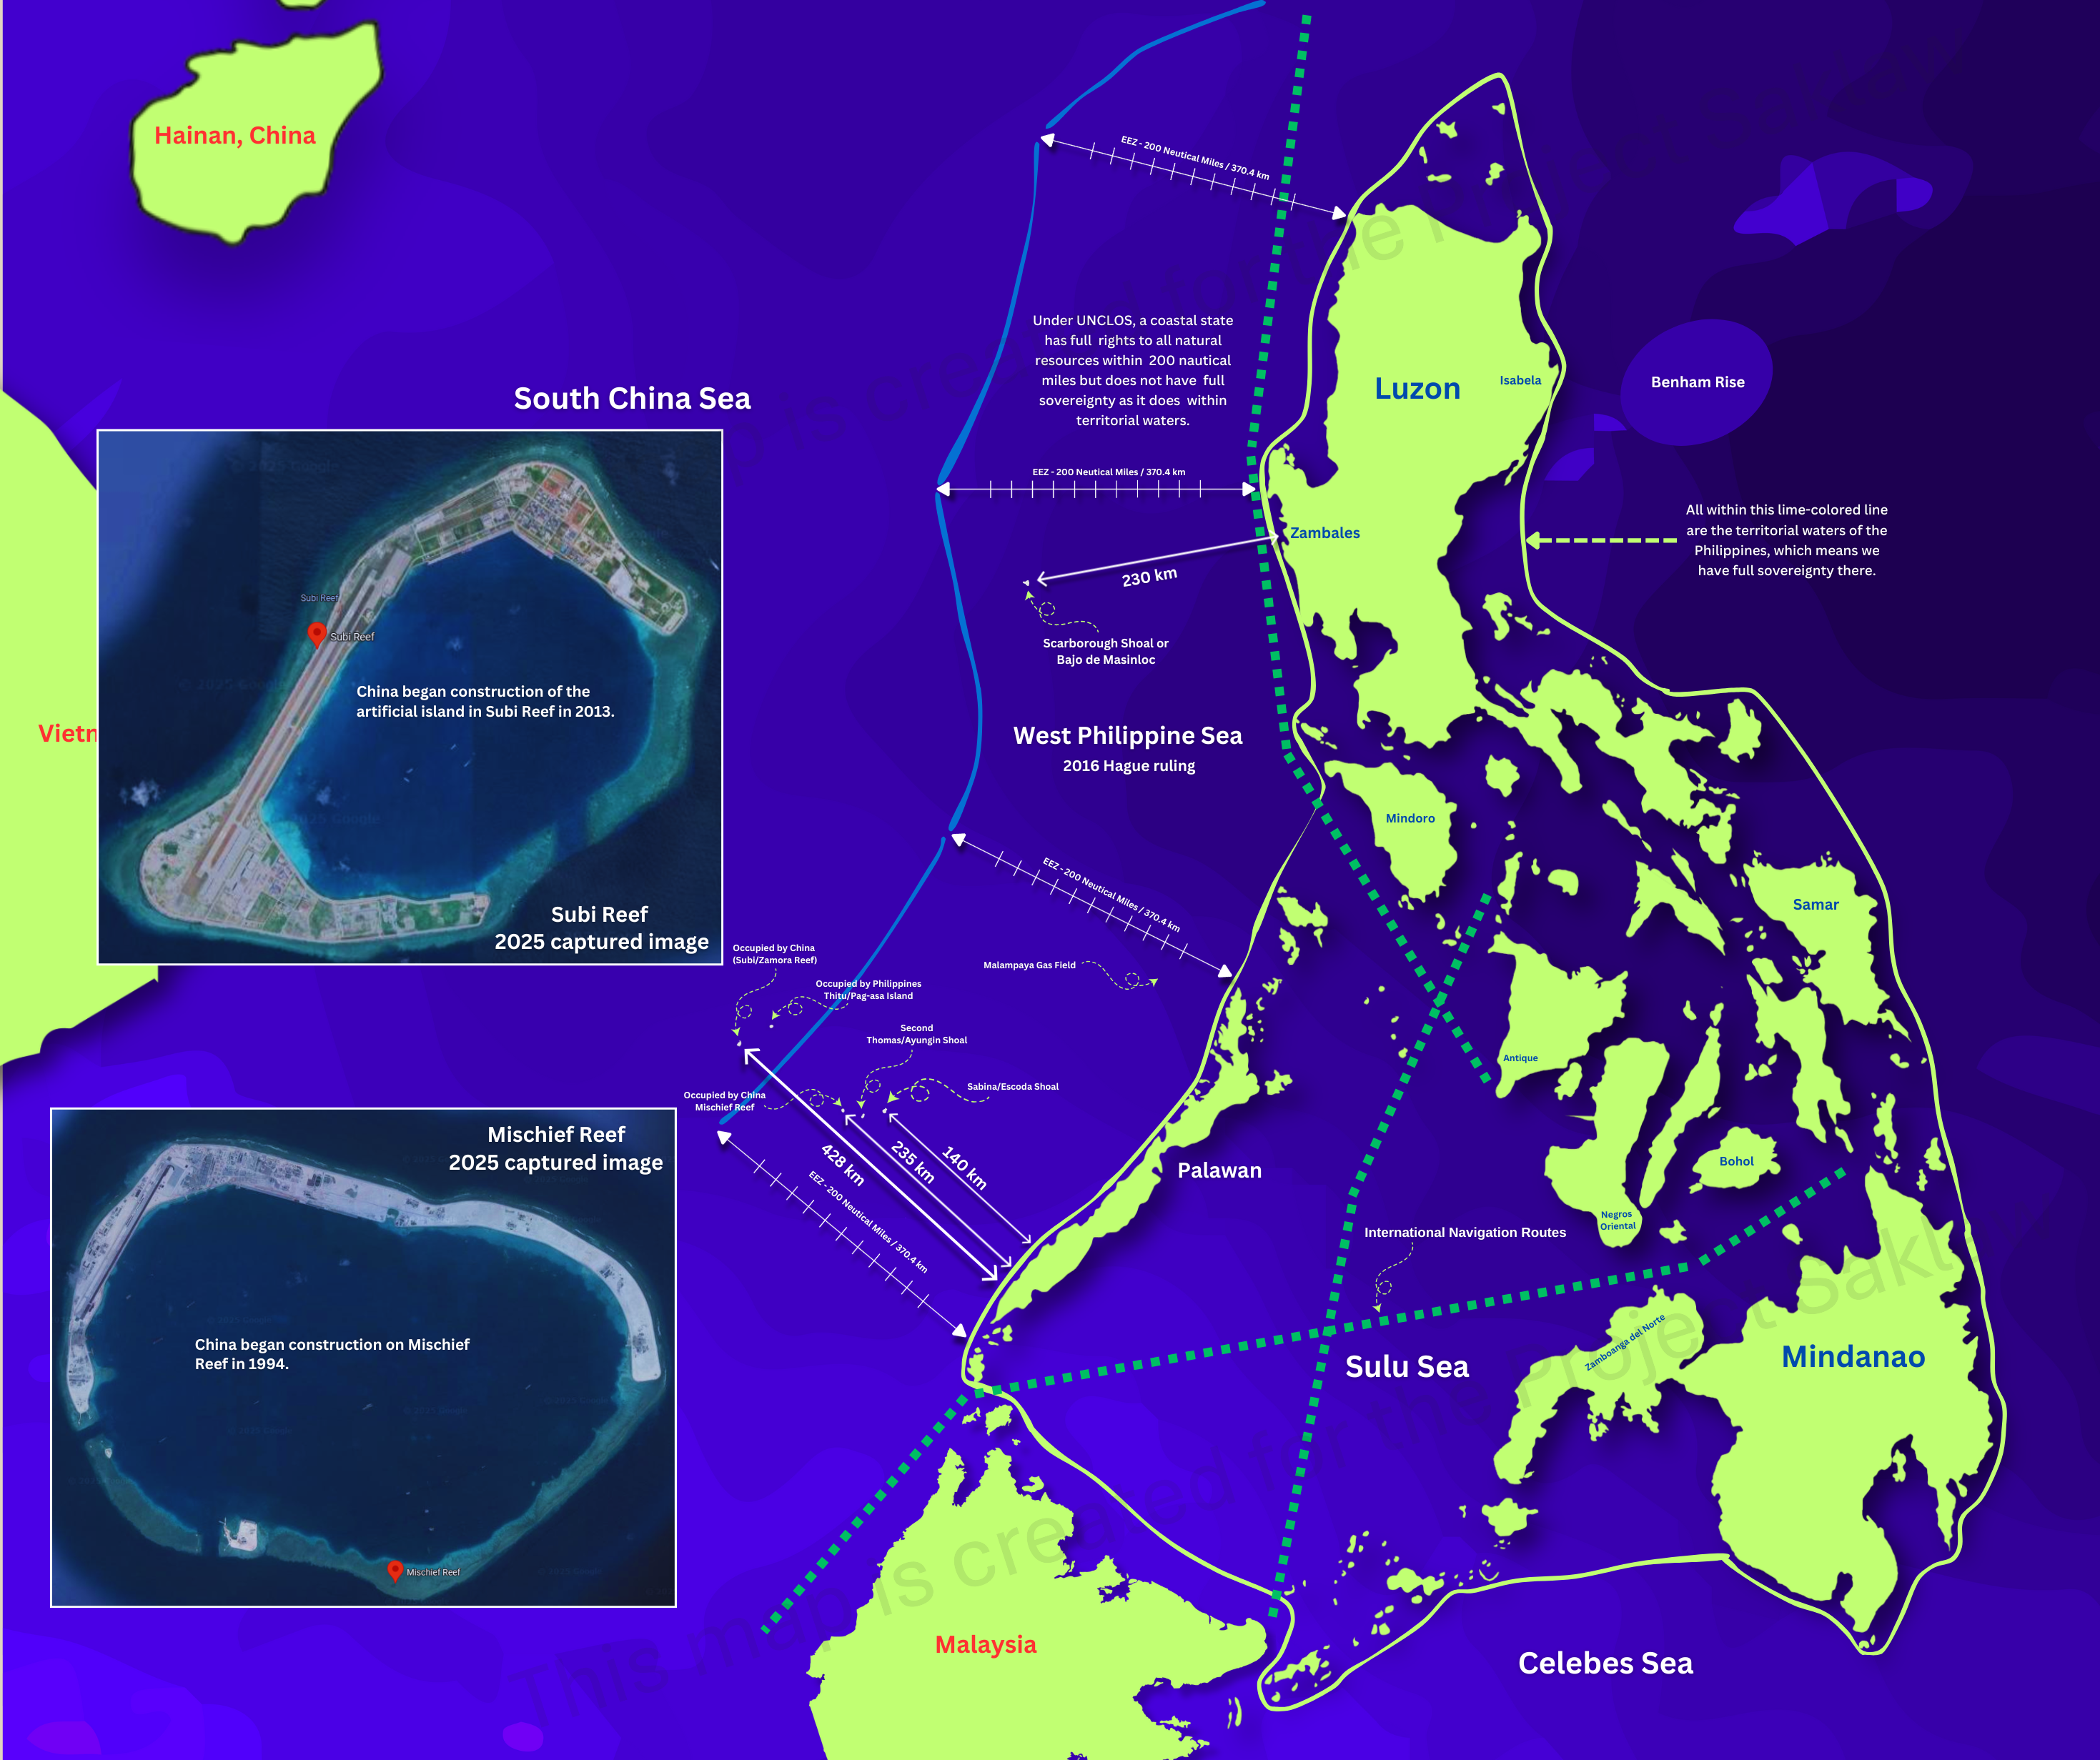 Hainan, China
EEZ - 200 Neutical Miles / 370.4 km
Under UNCLOS, a coastal state
has full rights to all natural
resources within 200 nautical
miles but does not have full
sovereignty as it does within
territorial waters.
Luzon
Isabela
Benham Rise
South China Sea
EEZ - 200 Neutical Miles / 370.4 km
Zambales
All within this lime-colored line
are the territorial waters of the
Philippines, which means we
have full sovereignty there.
230 km
Scarborough Shoal or
Bajo de Masinloc
Subi Reef
Subi Reef
China began construction of the
artificial island in Subi Reef in 2013.
Vietn
West Philippine Sea
2016 Hague ruling
Mindoro
Samar
Subi Reef
2025 captured image
EEZ - 200 Neutical Miles / 370.4 km
Occupied by China
(Subi/Zamora Reef)
Malampaya Gas Field
Occupied by Philippines
Thitu/Pag-asa Island
Second
Thomas/Ayungin Shoal
Antique
Sabina/Escoda Shoal
Occupied by China
Mischief Reef
Mischief Reef
2025 captured image
428 km
235 km
140 km
EEZ - 200 Neutical Miles / 370.4 km
Palawan
Bohol
Negros
Oriental
International Navigation Routes
China began construction on Mischief
Reef in 1994.
Sulu Sea
Zamboanga del Norte
Mindanao
Mischief Reef
Malaysia
Celebes Sea
This map is created for the Project Sakl